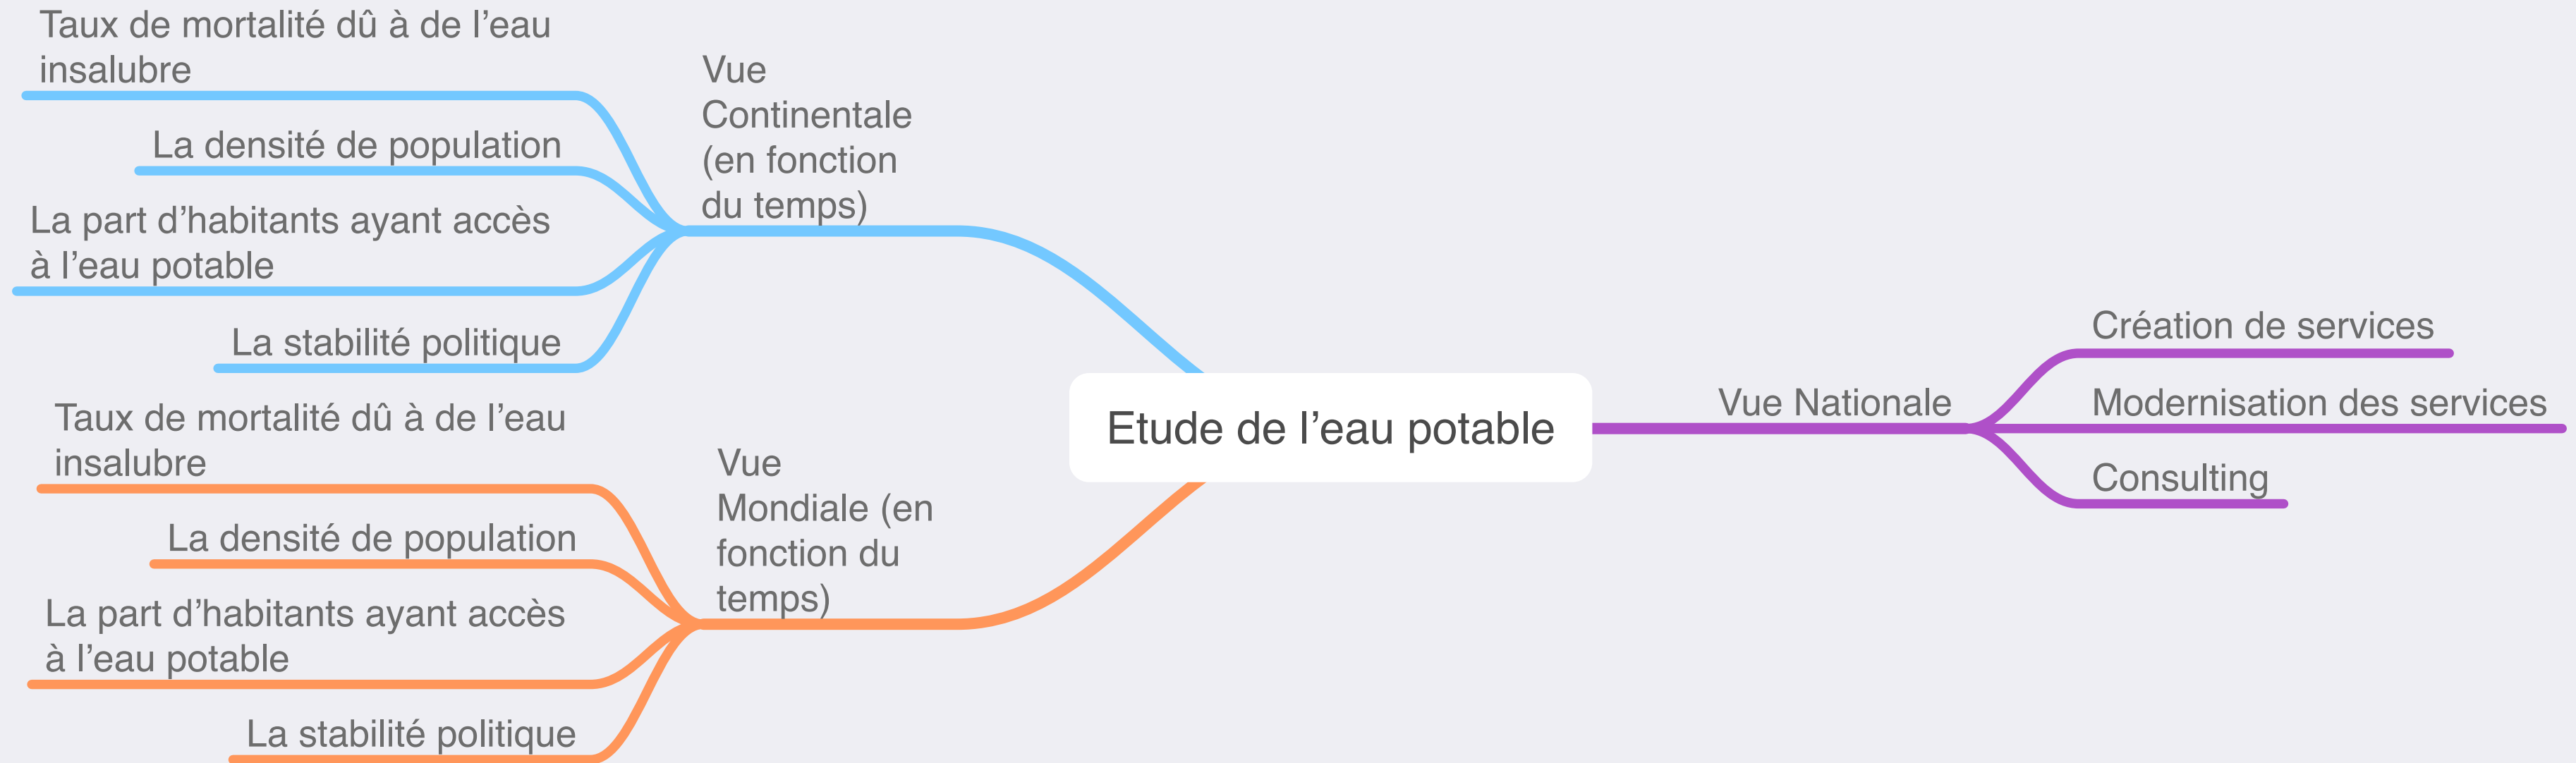 Taux de mortalité dû à de l’eau
insalubre
La densité de population
La part d’habitants ayant accès
à l’eau potable
La stabilité politique
Vue
Continentale
(en fonction
du temps)
Taux de mortalité dû à de l’eau
insalubre
La densité de population
La part d’habitants ayant accès
à l’eau potable
La stabilité politique
Vue
Mondiale (en
fonction du
temps)
Etude de l’eau potable
Vue Nationale
Création de services
Modernisation des services
Consulting